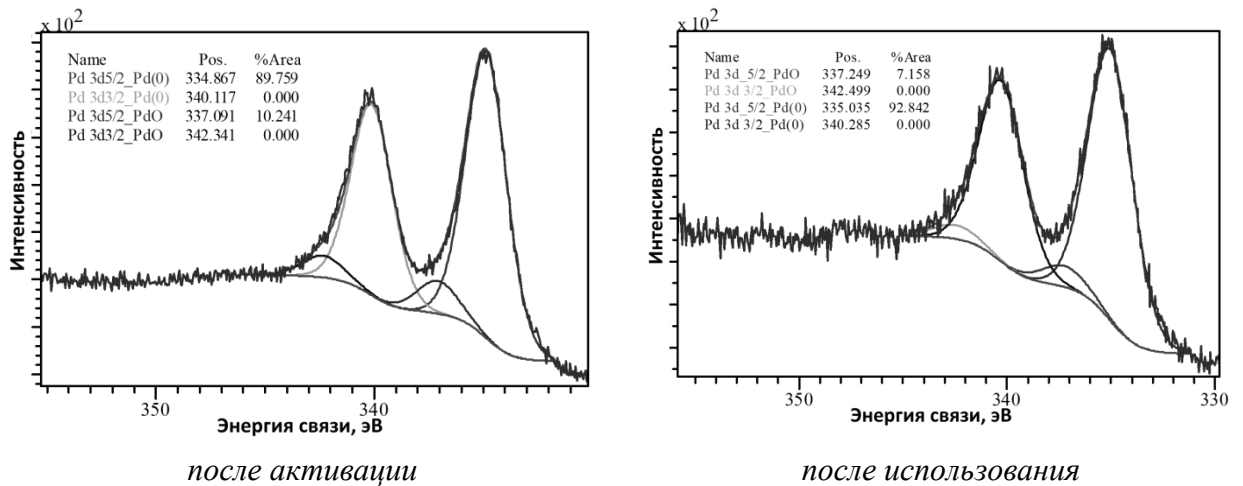 x 10²
Name Pos. %Area
Pd 3d5/2_Pd(0) 334.867 89.759
Pd 3d3/2_Pd(0) 340.117 0.000
Pd 3d5/2_PdO 337.091 10.241
Pd 3d3/2_PdO 342.341 0.000
Интенсивность
350 340
Энергия связи, эВ
после активации
x 10²
Name Pos. %Area
Pd 3d_5/2_PdO 337.249 7.158
Pd 3d 3/2_PdO 342.499 0.000
Pd 3d_5/2_Pd(0) 335.035 92.842
Pd 3d 3/2_Pd(0) 340.285 0.000
Интенсивность
350 340 330
Энергия связи, эВ
после использования